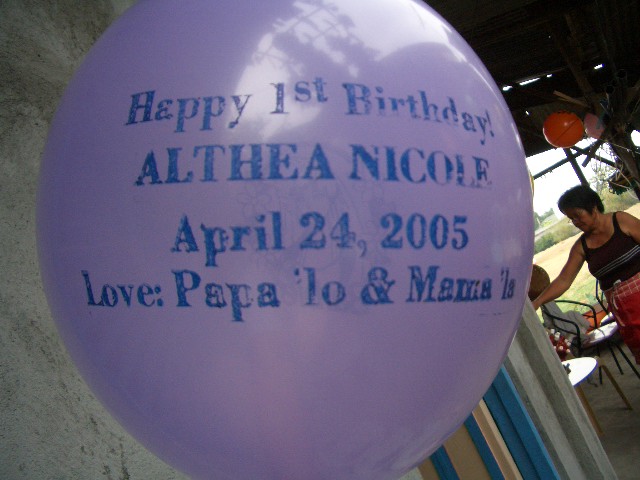 Happy 1st Birthday!
ALTHEA NICOLE
April 24, 2005
Love: Papa 'lo & Mama 'la